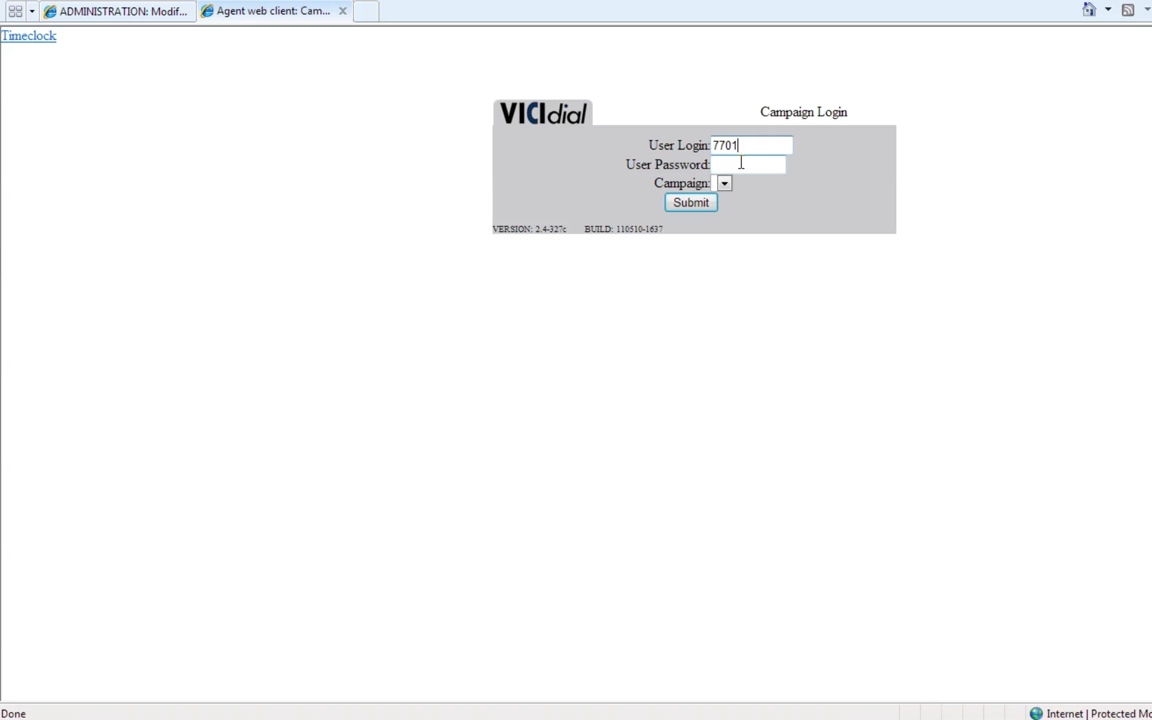 ADMINISTRATION: Modif...
Agent web client: Cam...
Timeclock
VICIdial
Campaign Login
User Login: 7701
User Password:
Campaign:
Submit
VERSION: 2.4-327c BUILD: 110510-1637
Done
Internet | Protected Mo